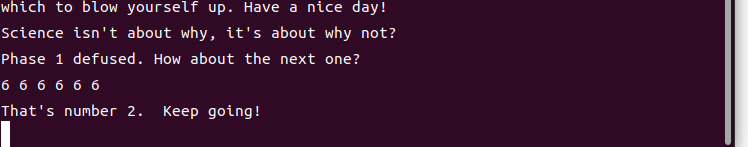 which to blow yourself up. Have a nice day!
Science isn't about why, it's about why not?
Phase 1 defused. How about the next one?
6 6 6 6 6 6
That's number 2.  Keep going!